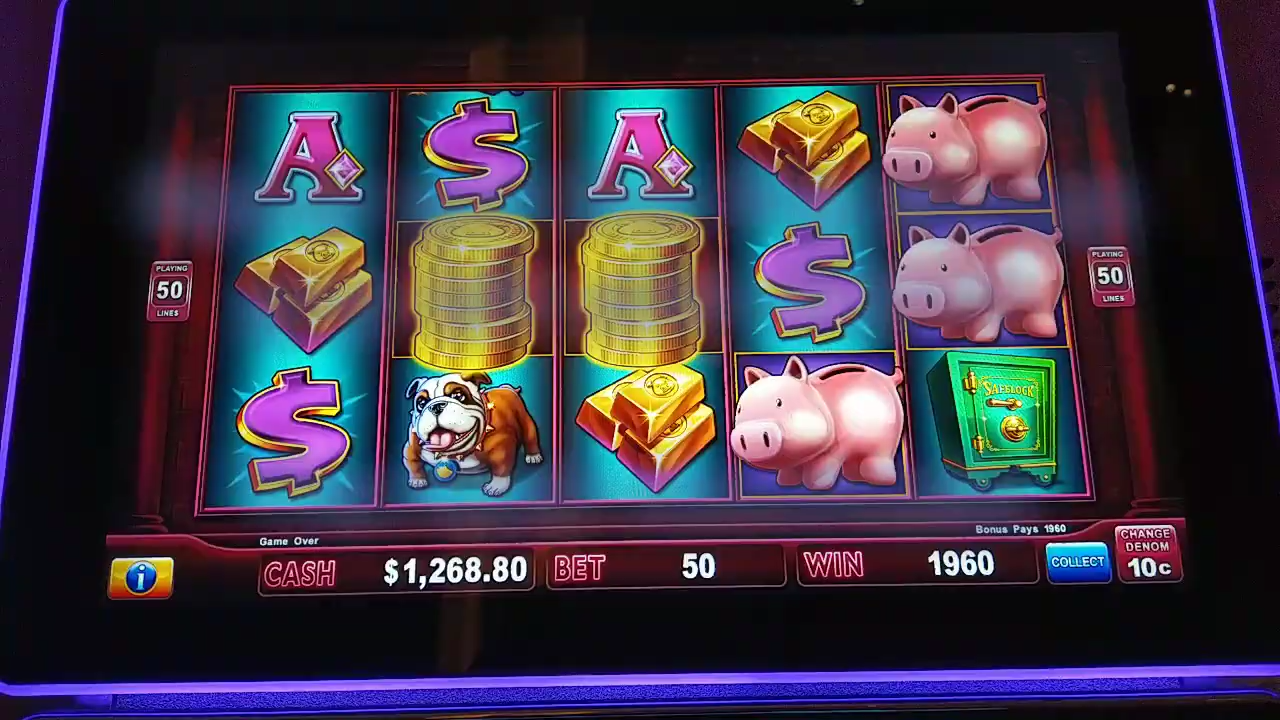 A
$
A
$
$
SAFELOCK
PLAYING
50
LINES
PLAYING
50
LINES
Game Over
Bonus Pays 1960
CASH $1,268.80
BET 50
WIN 1960
COLLECT
CHANGE
DENOM
10c
i